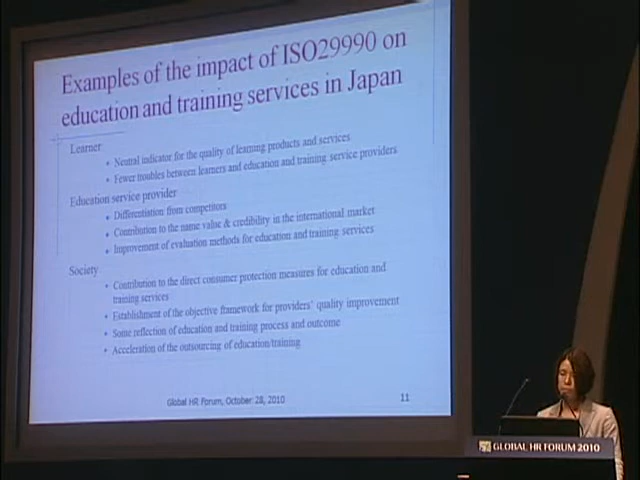 Examples of the impact of ISO29990 on
education and training services in Japan
Learner
• Neutral indicator for the quality of learning products and services
• Fewer troubles between learners and education and training service providers
Education service provider
• Differentiation from competitors
• Contribution to the name value & credibility in the international market
• Improvement of evaluation methods for education and training services
Society
• Contribution to the direct consumer protection measures for education and
training services
• Establishment of the objective framework for providers' quality improvement
• Some reflection of education and training process and outcome
• Acceleration of the outsourcing of education/training
Global HR Forum, October 28, 2010
11
GLOBAL HR FORUM 2010